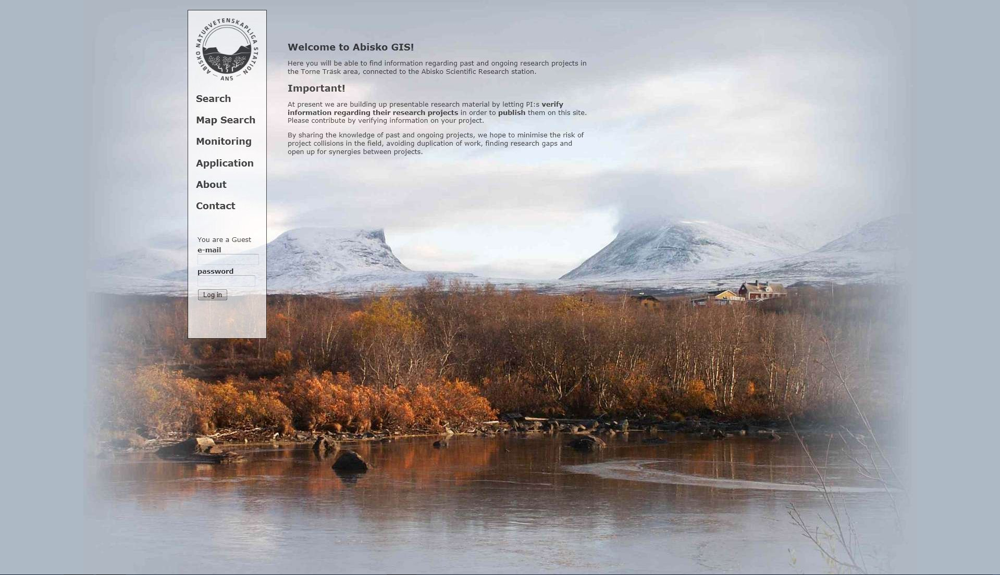 ABISKO NATURVETENSKAPLIGA STATION
— ANS —
Search
Map Search
Monitoring
Application
About
Contact
You are a Guest
e-mail
password
Log in
Welcome to Abisko GIS!
Here you will be able to find information regarding past and ongoing research projects in
the Torne Träsk area, connected to the Abisko Scientific Research station.
Important!
At present we are building up presentable research material by letting PI:s verify
information regarding their research projects in order to publish them on this site.
Please contribute by verifying information on your project.
By sharing the knowledge of past and ongoing projects, we hope to minimise the risk of
project collisions in the field, avoiding duplication of work, finding research gaps and
open up for synergies between projects.